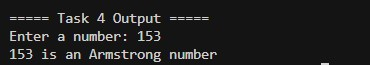 ===== Task 4 Output =====
Enter a number: 153
153 is an Armstrong number